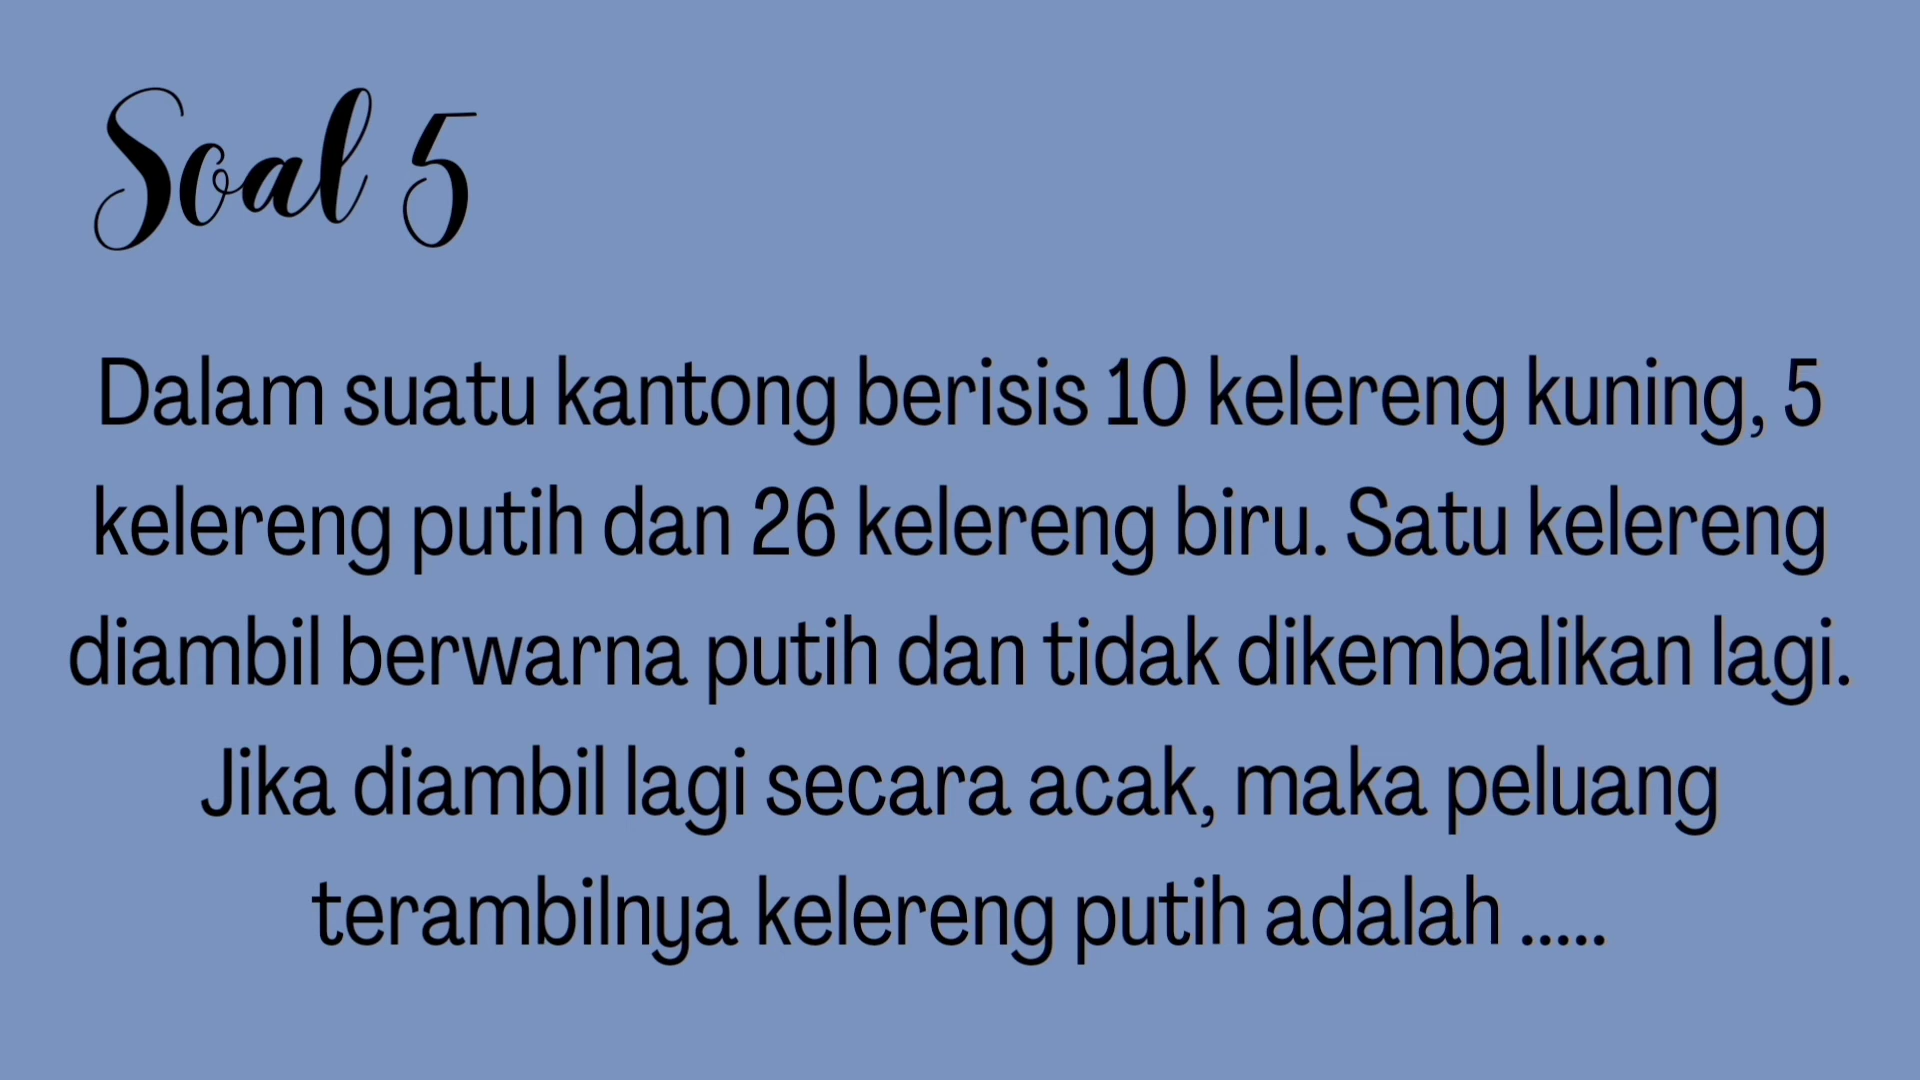 Soal 5
Dalam suatu kantong berisis 10 kelereng kuning, 5
kelereng putih dan 26 kelereng biru. Satu kelereng
diambil berwarna putih dan tidak dikembalikan lagi.
Jika diambil lagi secara acak, maka peluang
terambilnya kelereng putih adalah .....